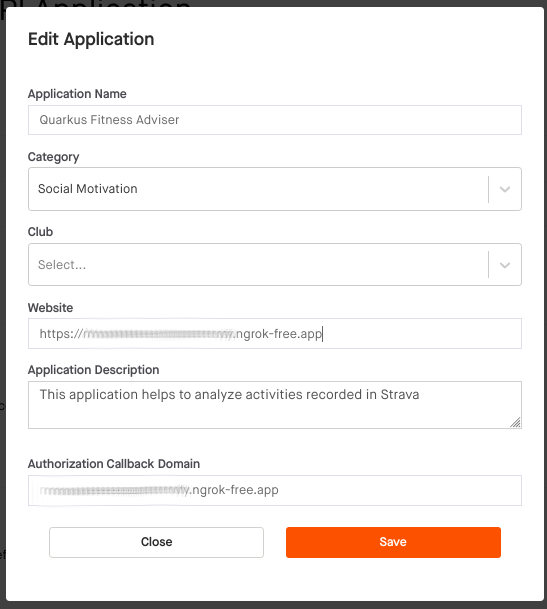 PI Application
Edit Application
Application Name
Quarkus Fitness Adviser
Category
Social Motivation
Club
Select...
Website
https://.ngrok-free.app
Application Description
This application helps to analyze activities recorded in Strava
Authorization Callback Domain
.ngrok-free.app
Close
Save